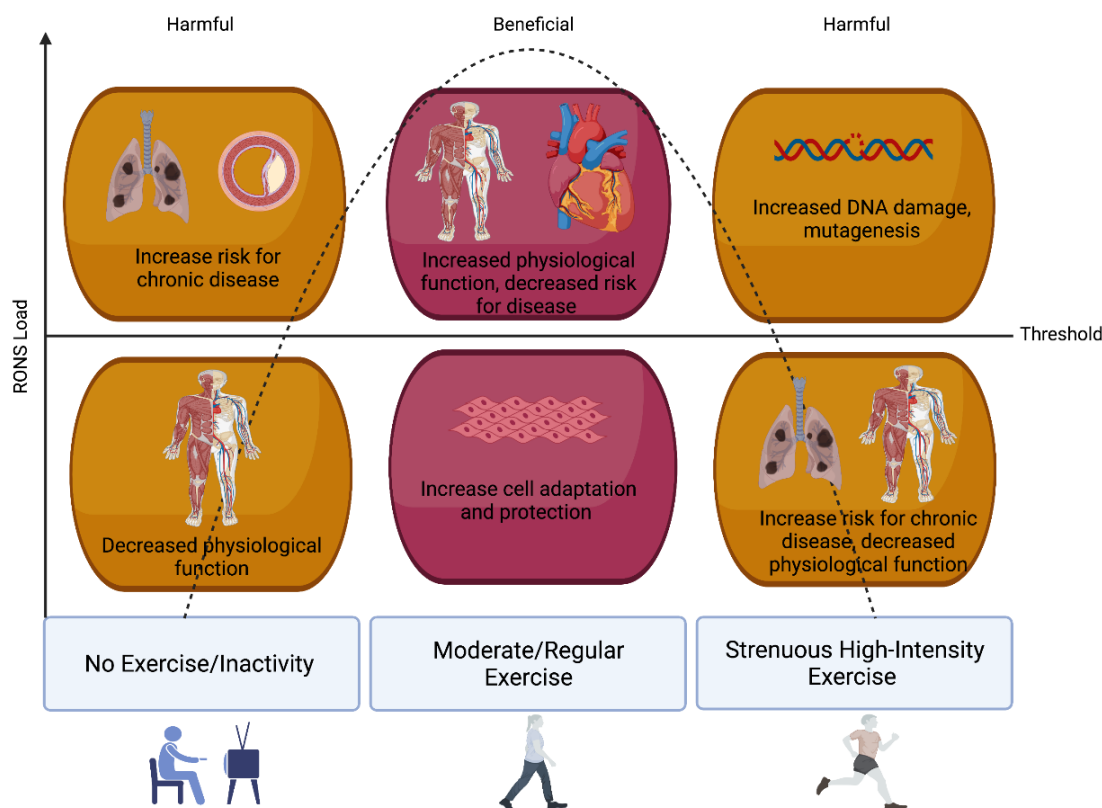 Harmful
Beneficial
Harmful
RONS Load
Increase risk for
chronic disease
Increased physiological
function, decreased risk
for disease
Increased DNA damage,
mutagenesis
Threshold
Decreased physiological
function
Increase cell adaptation
and protection
Increase risk for chronic
disease, decreased
physiological function
No Exercise/Inactivity
Moderate/Regular
Exercise
Strenuous High-Intensity
Exercise